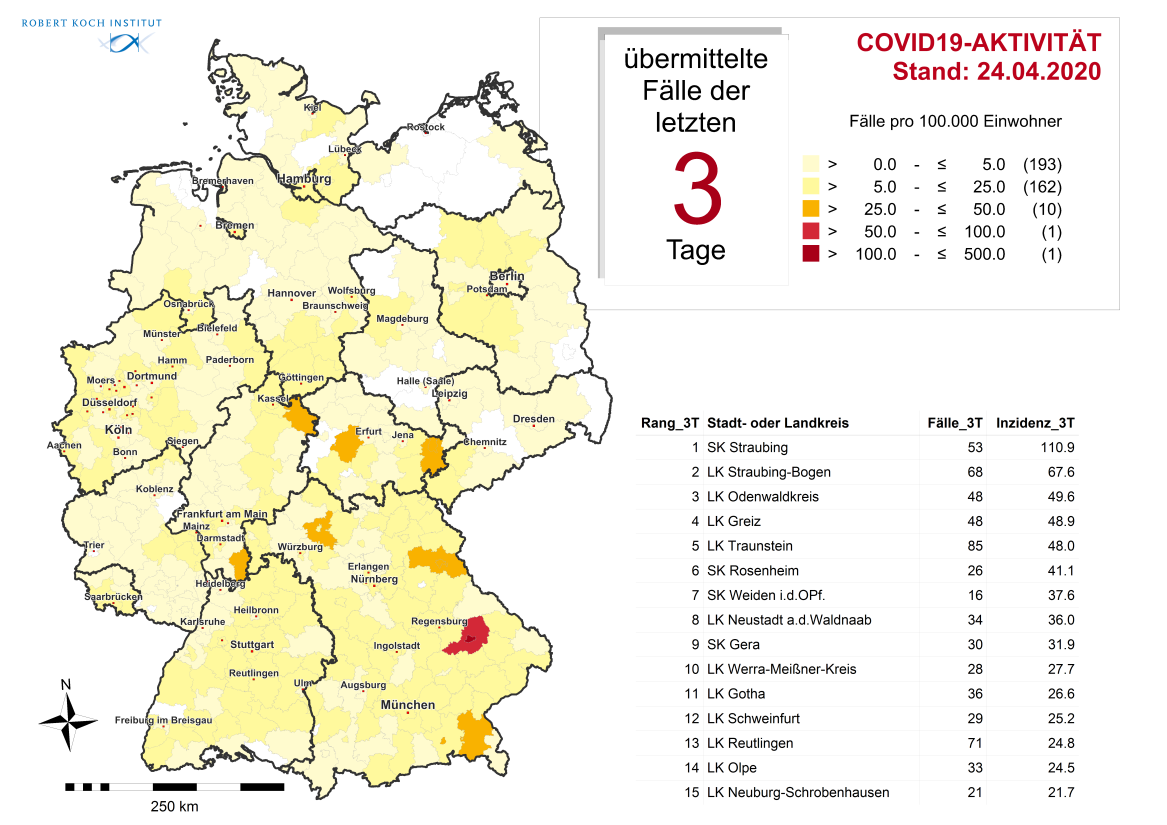 ROBERT KOCH INSTITUT
übermittelte
Fälle der
letzten
3
Tage
COVID19-AKTIVITÄT
Stand: 24.04.2020
Fälle pro 100.000 Einwohner
> 0.0 - ≤ 5.0 (193)
> 5.0 - ≤ 25.0 (162)
> 25.0 - ≤ 50.0 (10)
> 50.0 - ≤ 100.0 (1)
> 100.0 - ≤ 500.0 (1)
Kiel
Rostock
Lübeck
Bremerhaven
Hamburg
Bremen
Berlin
Potsdam
Hannover
Wolfsburg
Braunschweig
Osnabrück
Magdeburg
Münster
Bielefeld
Hamm
Paderborn
Moers
Dortmund
Göttingen
Halle (Saale)
Leipzig
Düsseldorf
Kassel
Dresden
Köln
Erfurt
Jena
Chemnitz
Aachen
Siegen
Bonn
Koblenz
Frankfurt am Main
Mainz
Darmstadt
Trier
Würzburg
Erlangen
Nürnberg
Heidelberg
Saarbrücken
Heilbronn
Karlsruhe
Regensburg
Stuttgart
Ingolstadt
Reutlingen
Ulm
Augsburg
München
Freiburg im Breisgau
N
250 km
Rang_3T Stadt- oder Landkreis Fälle_3T Inzidenz_3T
1 SK Straubing 53 110.9
2 LK Straubing-Bogen 68 67.6
3 LK Odenwaldkreis 48 49.6
4 LK Greiz 48 48.9
5 LK Traunstein 85 48.0
6 SK Rosenheim 26 41.1
7 SK Weiden i.d.OPf. 16 37.6
8 LK Neustadt a.d.Waldnaab 34 36.0
9 SK Gera 30 31.9
10 LK Werra-Meißner-Kreis 28 27.7
11 LK Gotha 36 26.6
12 LK Schweinfurt 29 25.2
13 LK Reutlingen 71 24.8
14 LK Olpe 33 24.5
15 LK Neuburg-Schrobenhausen 21 21.7